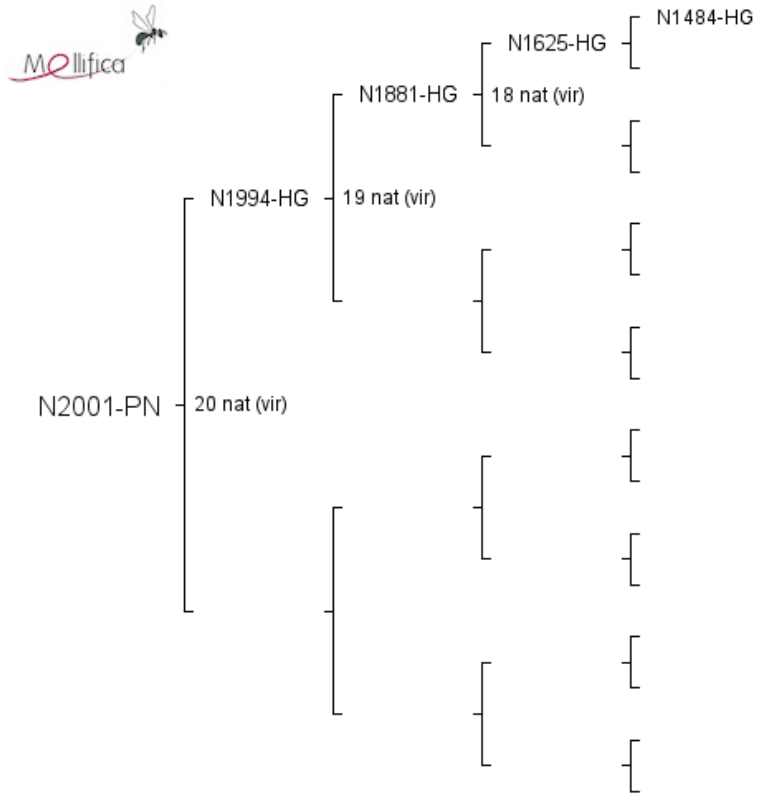 Mellifica
N1484-HG
N1625-HG
N1881-HG
18 nat (vir)
N1994-HG
19 nat (vir)
N2001-PN
20 nat (vir)